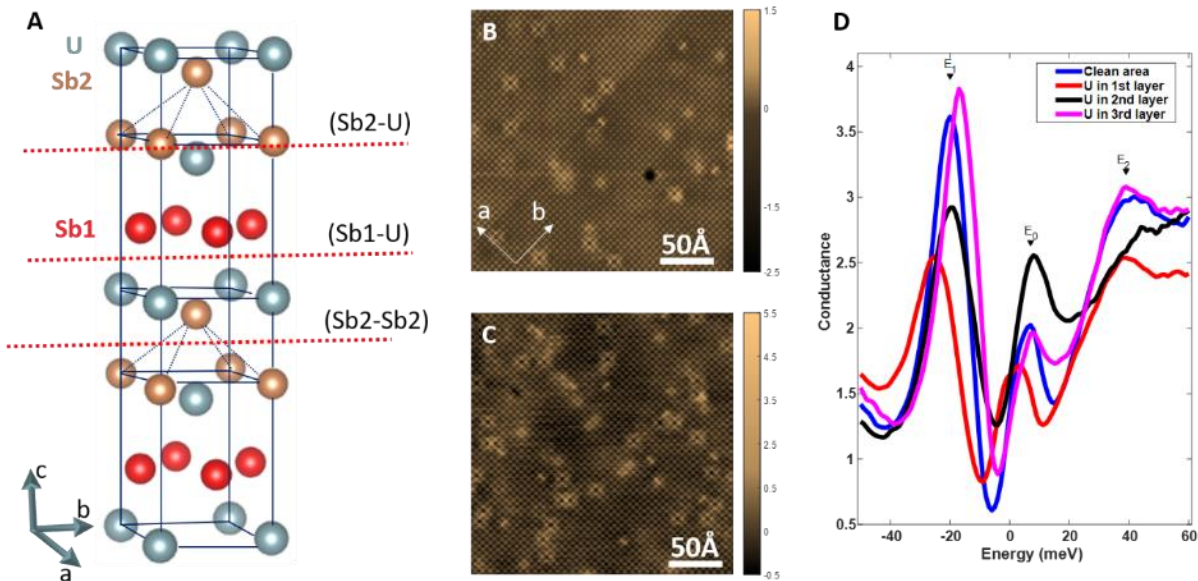 A
U
Sb2
(Sb2-U)
Sb1
(Sb1-U)
(Sb2-Sb2)
c
b
a
B
a
b
50Å
1.5
0
-1.5
-2.5
C
50Å
5.5
4.5
3.5
2.5
1.5
0.5
0
-0.5
D
E1
E0
E2
Clean area
U in 1st layer
U in 2nd layer
U in 3rd layer
Conductance
4
3.5
3
2.5
2
1.5
1
0.5
-40
-20
0
20
40
60
Energy (meV)